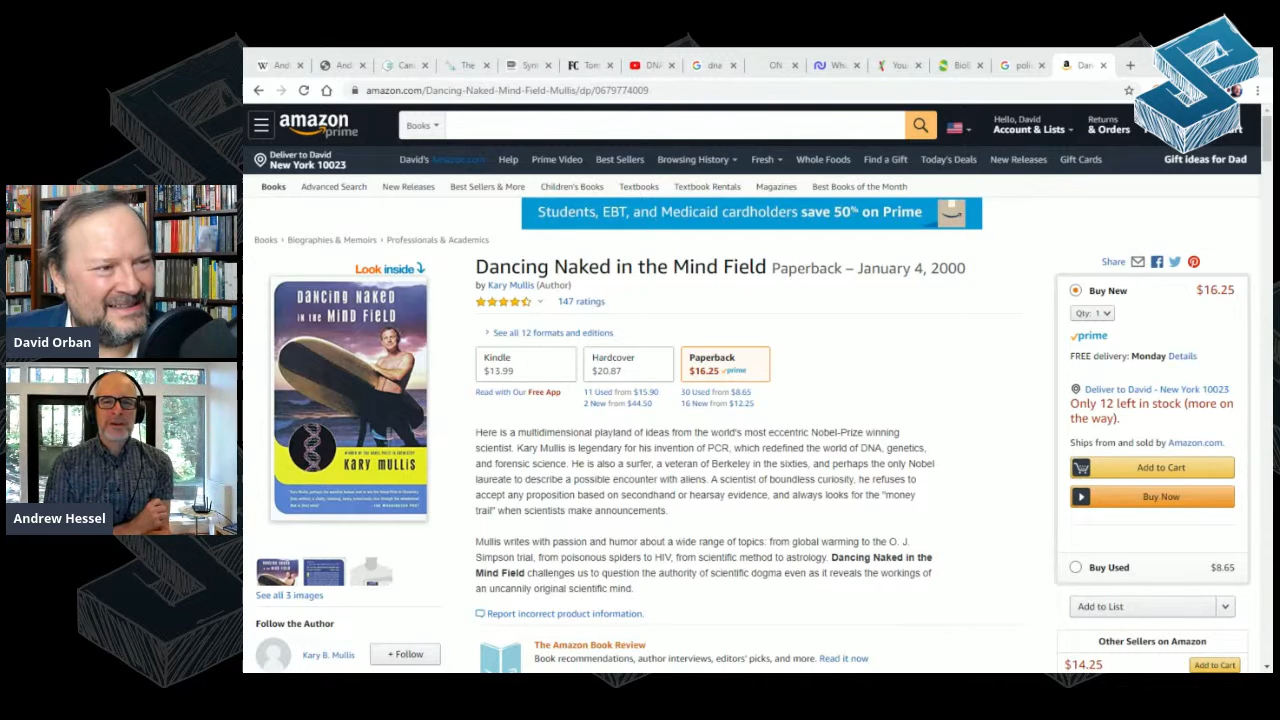 And
And
Can
The
Syn
FC Tom
DN
dna
ON
Wh
You
BioE
poli
Dan
amazon.com/Dancing-Naked-Mind-Field-Mullis/dp/0679774009
amazon prime
Books
Hello, David
Account & Lists
Returns
& Orders
Deliver to David
New York 10023
David's Amazon.com
Help
Prime Video
Best Sellers
Browsing History
Fresh
Whole Foods
Find a Gift
Today's Deals
New Releases
Gift Cards
Gift ideas for Dad
Books
Advanced Search
New Releases
Best Sellers & More
Children's Books
Textbooks
Textbook Rentals
Magazines
Best Books of the Month
Students, EBT, and Medicaid cardholders save 50% on Prime
Books › Biographies & Memoirs › Professionals & Academics
Look inside
DANCING NAKED
IN THE MIND FIELD
KARY MULLIS
See all 3 images
Follow the Author
Kary B. Mullis
+ Follow
Dancing Naked in the Mind Field Paperback – January 4, 2000
by Kary Mullis (Author)
147 ratings
› See all 12 formats and editions
Kindle
$13.99
Hardcover
$20.87
Paperback
$16.25 prime
Read with Our Free App
11 Used from $15.90
2 New from $44.50
30 Used from $8.65
16 New from $12.25
Here is a multidimensional playland of ideas from the world's most eccentric Nobel-Prize winning
scientist. Kary Mullis is legendary for his invention of PCR, which redefined the world of DNA, genetics,
and forensic science. He is also a surfer, a veteran of Berkeley in the sixties, and perhaps the only Nobel
laureate to describe a possible encounter with aliens. A scientist of boundless curiosity, he refuses to
accept any proposition based on secondhand or hearsay evidence, and always looks for the "money
trail" when scientists make announcements.
Mullis writes with passion and humor about a wide range of topics: from global warming to the O. J.
Simpson trial, from poisonous spiders to HIV, from scientific method to astrology. Dancing Naked in the
Mind Field challenges us to question the authority of scientific dogma even as it reveals the workings of
an uncannily original scientific mind.
Report incorrect product information.
The Amazon Book Review
Book recommendations, author interviews, editors' picks, and more. Read it now
Share
Buy New
$16.25
Qty: 1
prime
FREE delivery: Monday Details
Deliver to David - New York 10023
Only 12 left in stock (more on
the way).
Ships from and sold by Amazon.com.
Add to Cart
Buy Now
Buy Used
$8.65
Add to List
Other Sellers on Amazon
$14.25
Add to Cart
David Orban
Andrew Hessel